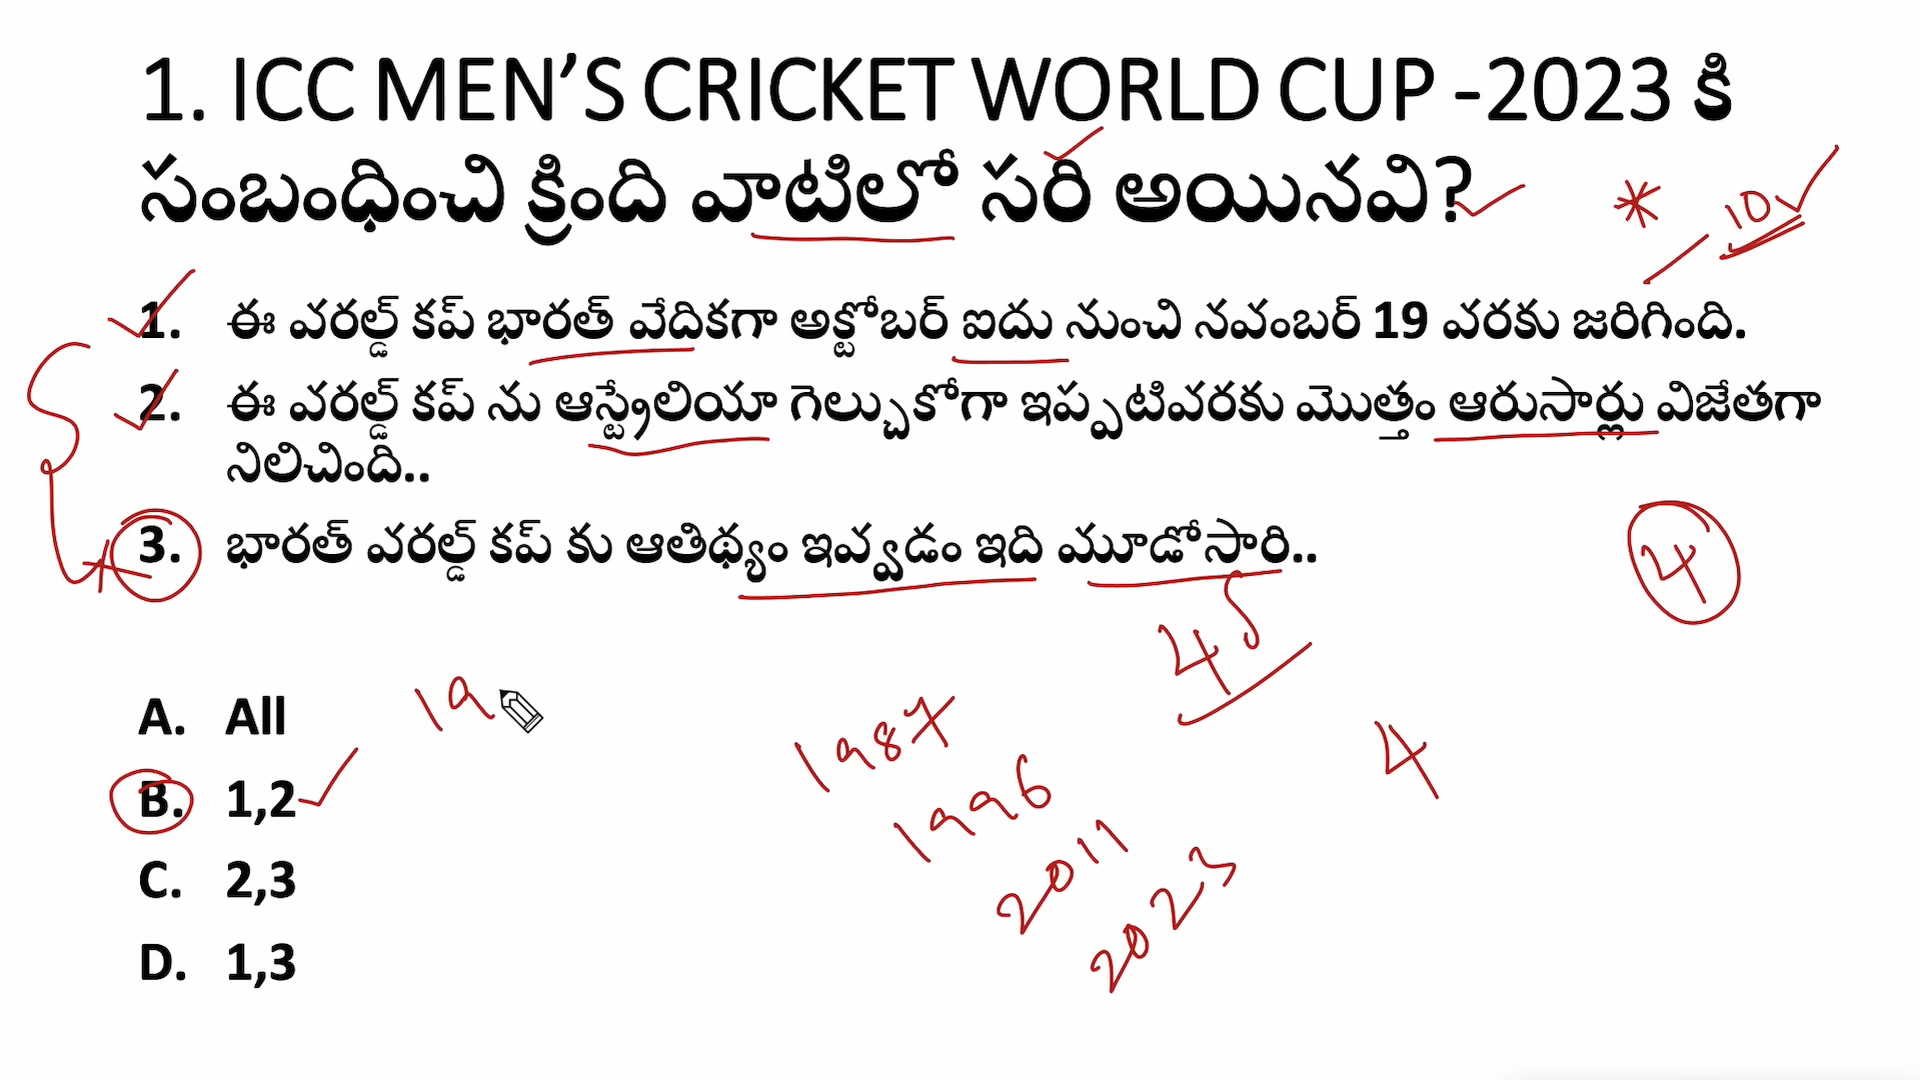 1. ICC MEN’S CRICKET WORLD CUP -2023 కి
సంబంధించి క్రింది వాటిలో సరి అయినవి?
* 10
1. ఈ వరల్డ్ కప్ భారత్ వేదికగా అక్టోబర్ ఐదు నుంచి నవంబర్ 19 వరకు జరిగింది.
2. ఈ వరల్డ్ కప్ ను ఆస్ట్రేలియా గెల్చుకోగా ఇప్పటివరకు మొత్తం ఆరుసార్లు విజేతగా
నిలిచింది..
3. భారత్ వరల్డ్ కప్ కు ఆతిథ్యం ఇవ్వడం ఇది మూడోసారి..
4
4
A. All
19
1987
4
B. 1,2
1996
C. 2,3
2011
D. 1,3
2023